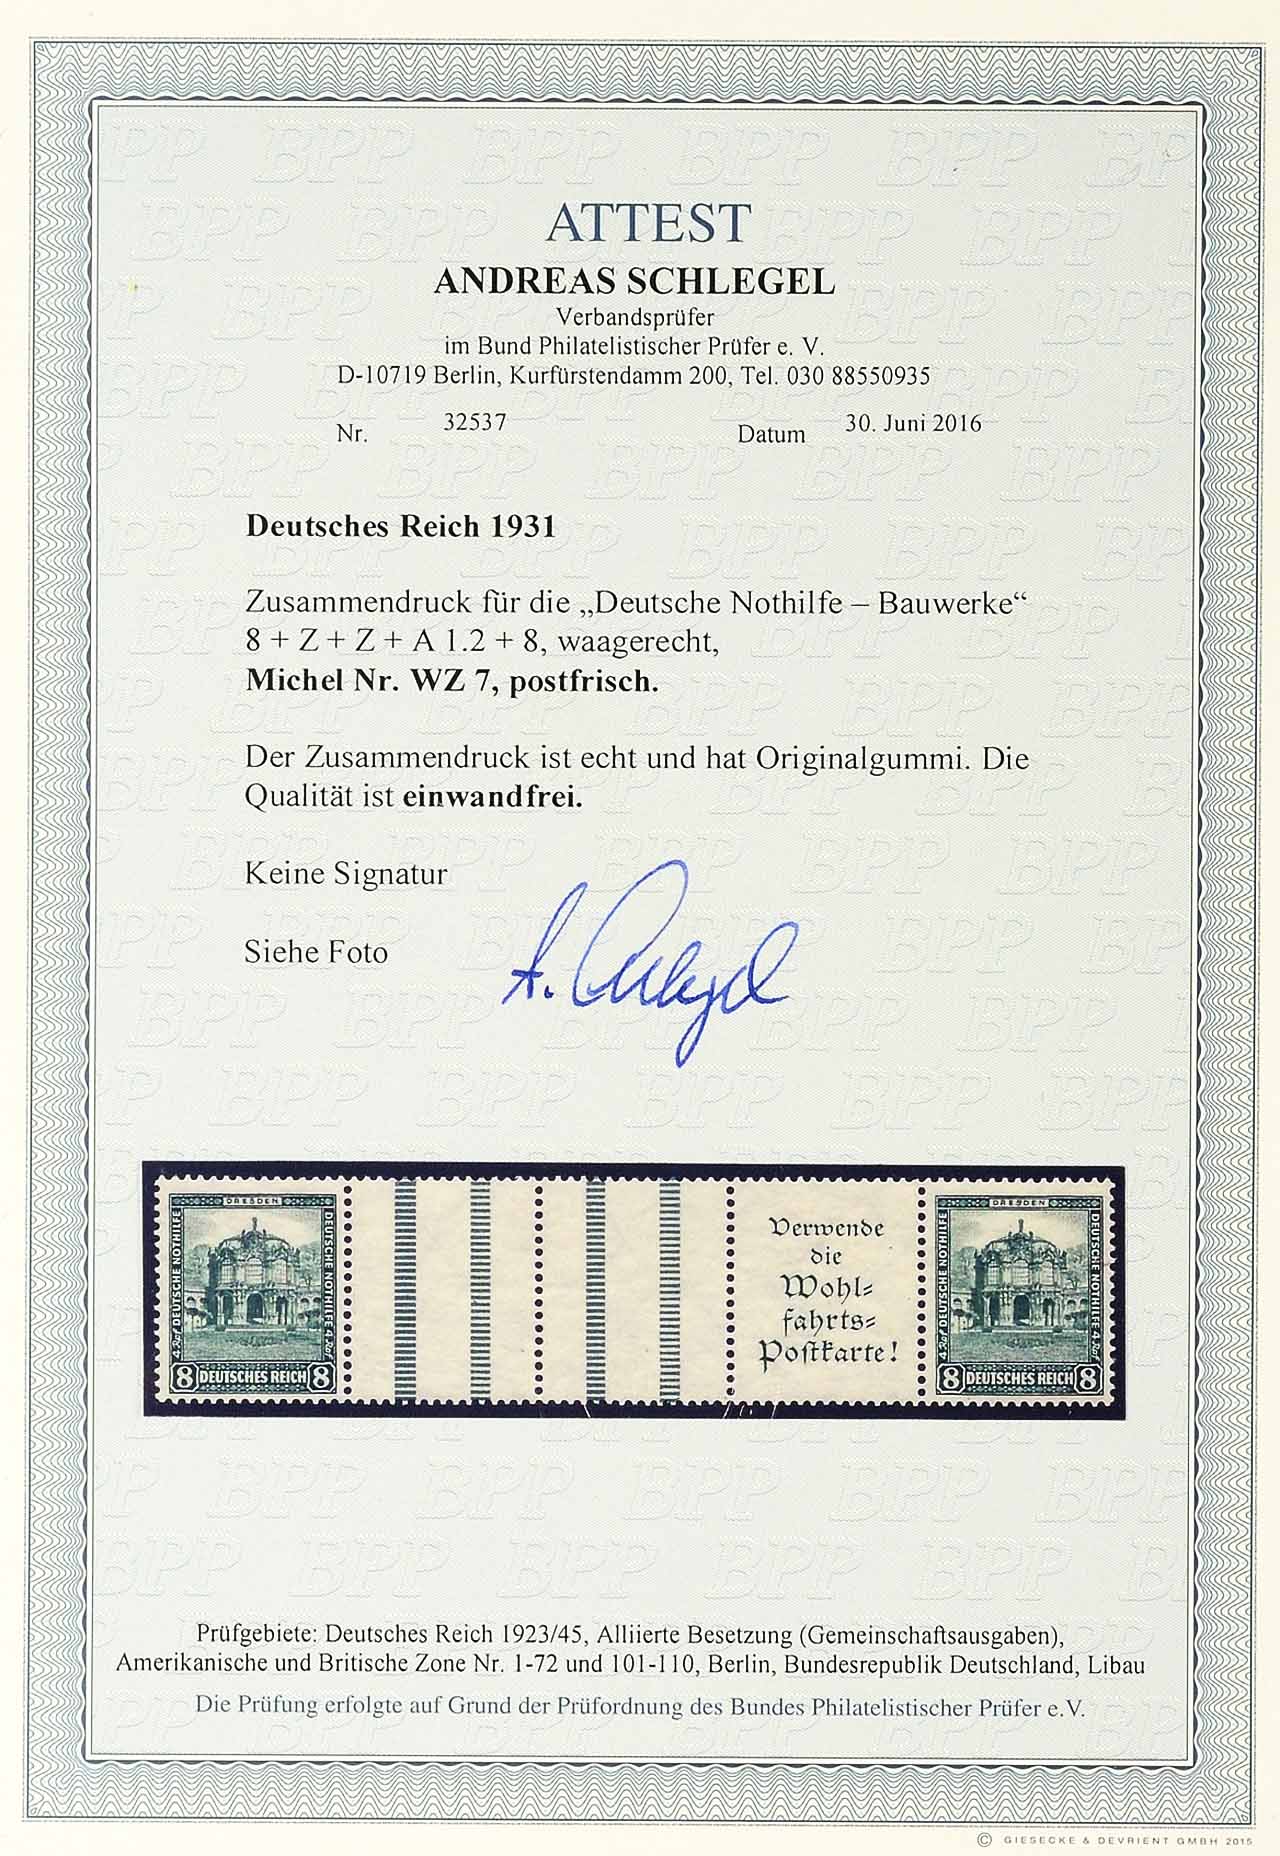 ATTEST
ANDREAS SCHLEGEL
Verbandsprüfer
im Bund Philatelistischer Prüfer e. V.
D-10719 Berlin, Kurfürstendamm 200, Tel. 030 88550935
Nr. 32537 Datum 30. Juni 2016
Deutsches Reich 1931
Zusammendruck für die „Deutsche Nothilfe – Bauwerke“
8 + Z + Z + A 1.2 + 8, waagerecht,
Michel Nr. WZ 7, postfrisch.
Der Zusammendruck ist echt und hat Originalgummi. Die
Qualität ist einwandfrei.
Keine Signatur
Siehe Foto
A. Schlegel
DRESDEN
DEUTSCHE NOTHILFE
DEUTSCHE NOTHILFE
8 DEUTSCHES REICH 8
Verwende
die
Wohl=
fahrts=
Postkarte!
DRESDEN
DEUTSCHE NOTHILFE
DEUTSCHE NOTHILFE
8 DEUTSCHES REICH 8
Prüfgebiete: Deutsches Reich 1923/45, Alliierte Besetzung (Gemeinschaftsausgaben),
Amerikanische und Britische Zone Nr. 1-72 und 101-110, Berlin, Bundesrepublik Deutschland, Libau
Die Prüfung erfolgte auf Grund der Prüfordnung des Bundes Philatelistischer Prüfer e.V.
© GIESECKE & DEVRIENT GMBH 2015